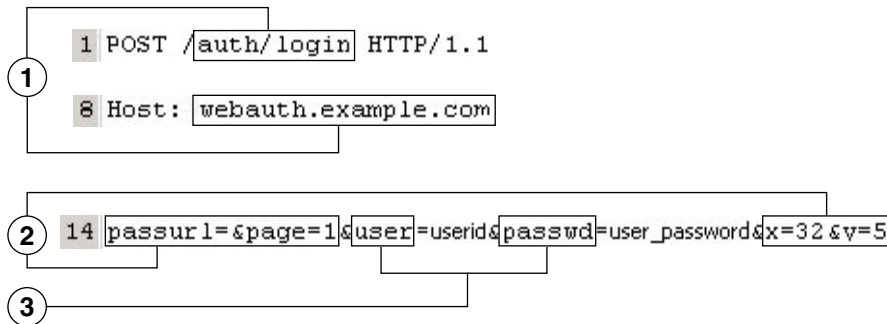 1 POST /auth/login HTTP/1.1
1
8 Host: webauth.example.com
2
14 passurl=&page=1&user=userid&passwd=user_password&x=32&y=5
3